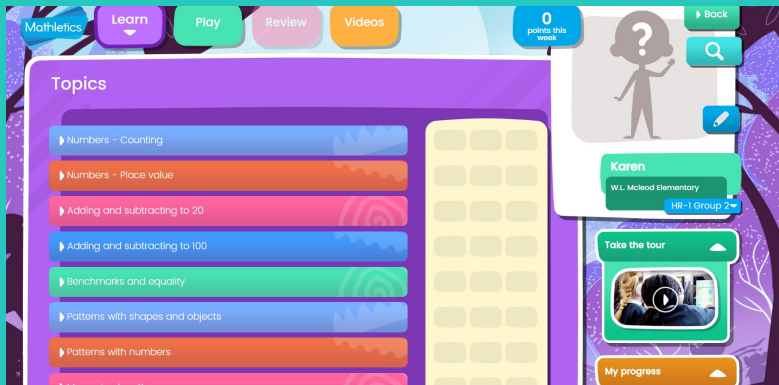 Mathletics
Learn
Play
Review
Videos
0
points this
week
Back
Topics
Numbers - Counting
Numbers - Place value
Adding and subtracting to 20
Adding and subtracting to 100
Benchmarks and equality
Patterns with shapes and objects
Patterns with numbers
?
Karen
W.L. Mcleod Elementary
HR-1 Group 2
Take the tour
My progress